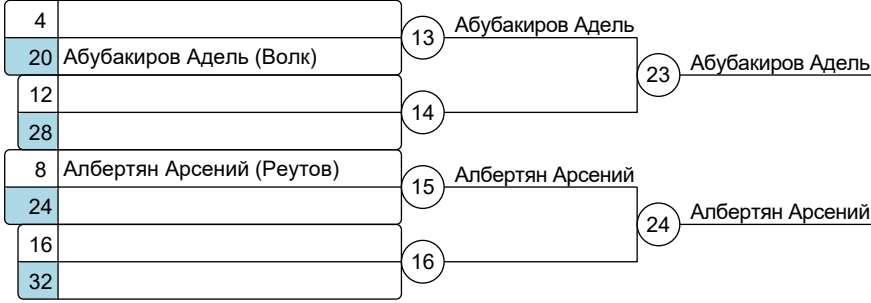 4
13 Абубакиров Адель
20 Абубакиров Адель (Волк)
23 Абубакиров Адель
12
14
28
8 Албертян Арсений (Реутов)
15 Албертян Арсений
24
24 Албертян Арсений
16
16
32